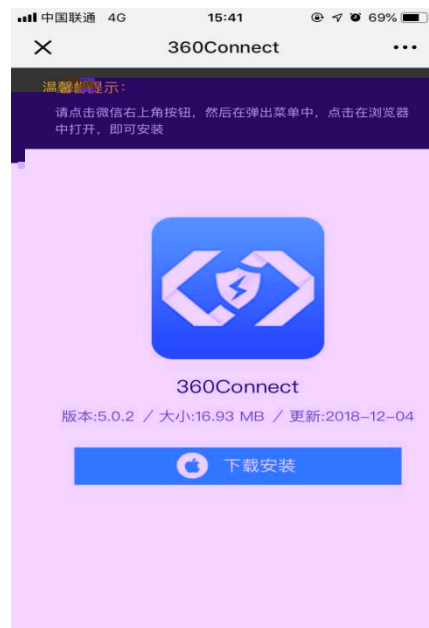 中国联通 4G 15:41 69%
360Connect
温馨提示：
请点击微信右上角按钮，然后在弹出菜单中，点击在浏览器
中打开，即可安装
360Connect
版本:5.0.2 / 大小:16.93 MB / 更新:2018-12-04
下载安装